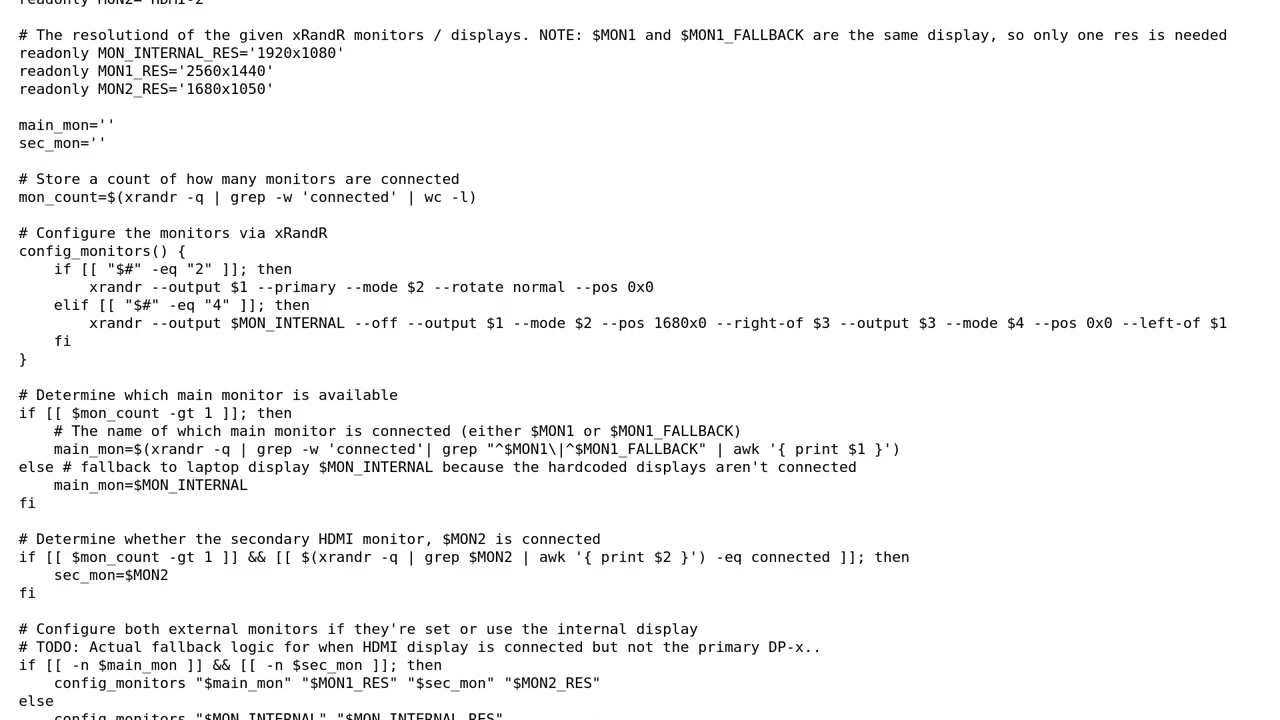 readonly MON2='HDMI-2'
# The resolutiond of the given xRandR monitors / displays. NOTE: $MON1 and $MON1_FALLBACK are the same display, so only one res is needed
readonly MON_INTERNAL_RES='1920x1080'
readonly MON1_RES='2560x1440'
readonly MON2_RES='1680x1050'
main_mon=''
sec_mon=''
# Store a count of how many monitors are connected
mon_count=$(xrandr -q | grep -w 'connected' | wc -l)
# Configure the monitors via xRandR
config_monitors() {
    if [[ "$#" -eq "2" ]]; then
        xrandr --output $1 --primary --mode $2 --rotate normal --pos 0x0
    elif [[ "$#" -eq "4" ]]; then
        xrandr --output $MON_INTERNAL --off --output $1 --mode $2 --pos 1680x0 --right-of $3 --output $3 --mode $4 --pos 0x0 --left-of $1
    fi
}
# Determine which main monitor is available
if [[ $mon_count -gt 1 ]]; then
    # The name of which main monitor is connected (either $MON1 or $MON1_FALLBACK)
    main_mon=$(xrandr -q | grep -w 'connected'| grep "^$MON1\|^$MON1_FALLBACK" | awk '{ print $1 }')
else # fallback to laptop display $MON_INTERNAL because the hardcoded displays aren't connected
    main_mon=$MON_INTERNAL
fi
# Determine whether the secondary HDMI monitor, $MON2 is connected
if [[ $mon_count -gt 1 ]] && [[ $(xrandr -q | grep $MON2 | awk '{ print $2 }') -eq connected ]]; then
    sec_mon=$MON2
fi
# Configure both external monitors if they're set or use the internal display
# TODO: Actual fallback logic for when HDMI display is connected but not the primary DP-x..
if [[ -n $main_mon ]] && [[ -n $sec_mon ]]; then
    config_monitors "$main_mon" "$MON1_RES" "$sec_mon" "$MON2_RES"
else
    config_monitors "$MON_INTERNAL" "$MON_INTERNAL_RES"